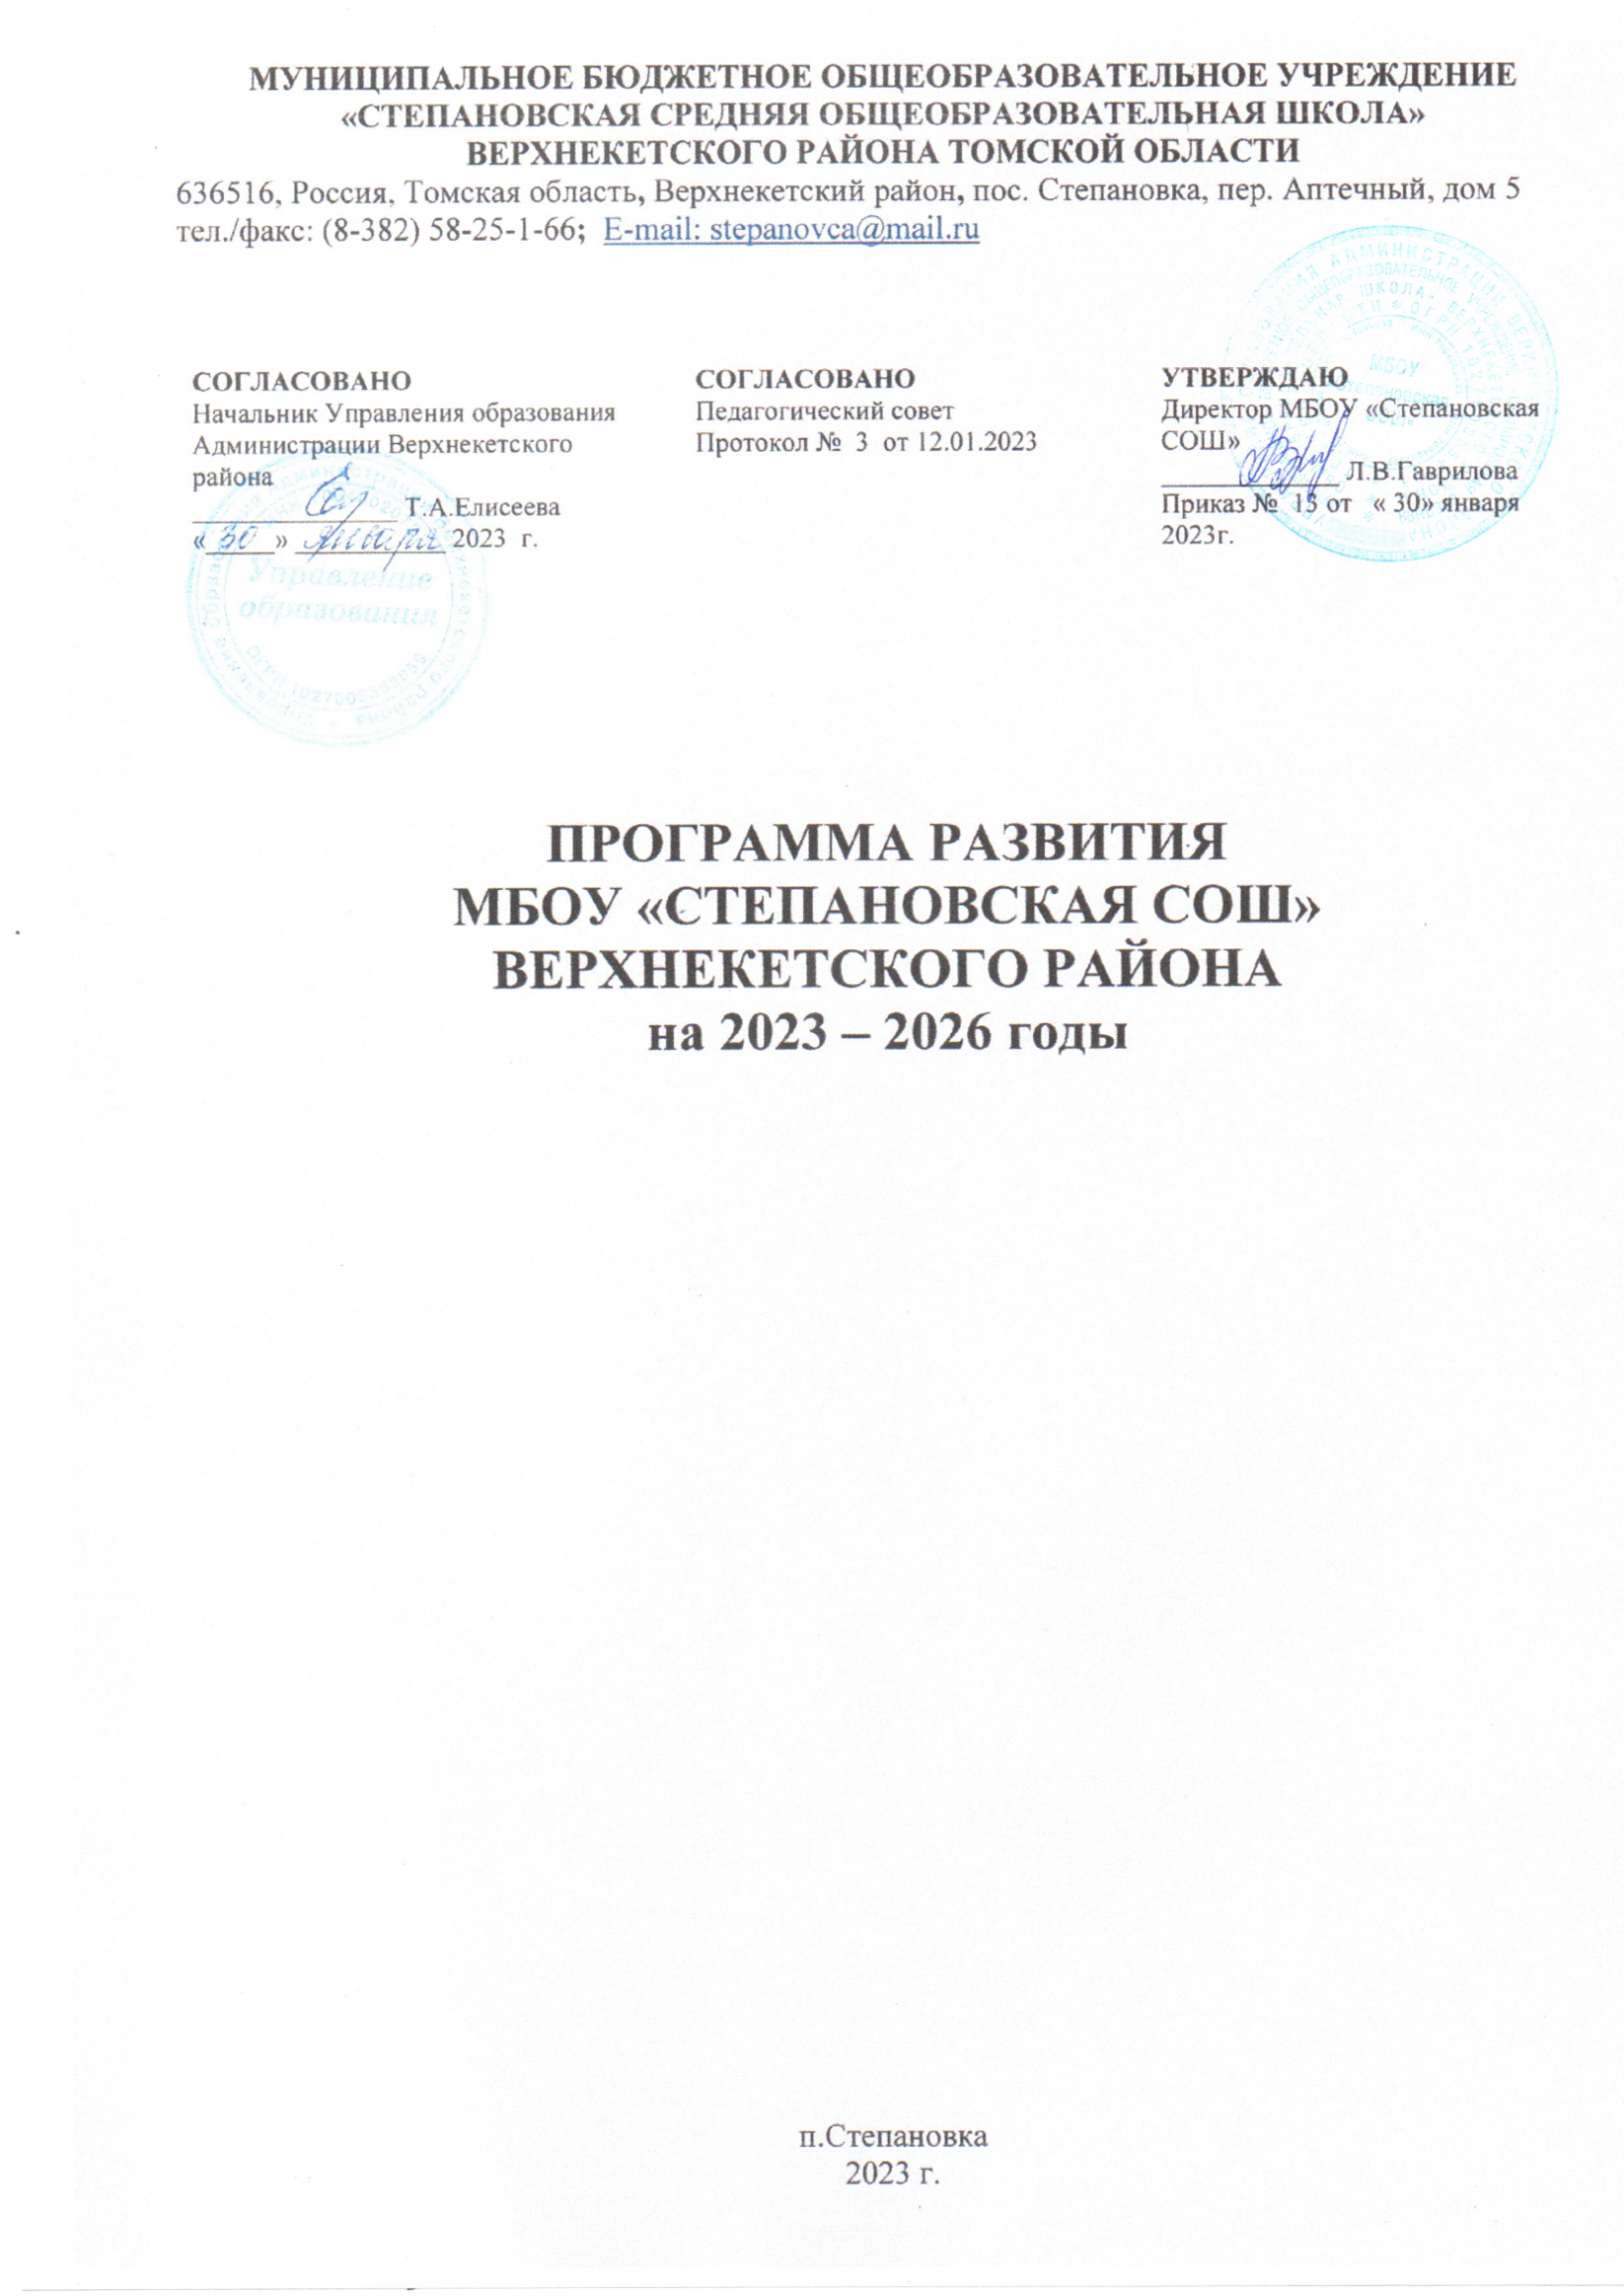 МУНИЦИПАЛЬНОЕ БЮДЖЕТНОЕ ОБЩЕОБРАЗОВАТЕЛЬНОЕ УЧРЕЖДЕНИЕ
«СТЕПАНОВСКАЯ СРЕДНЯЯ ОБЩЕОБРАЗОВАТЕЛЬНАЯ ШКОЛА»
ВЕРХНЕКЕТСКОГО РАЙОНА ТОМСКОЙ ОБЛАСТИ
636516, Россия, Томская область, Верхнекетский район, пос. Степановка, пер. Аптечный, дом 5
тел./факс: (8-382) 58-25-1-66; E-mail: stepanovca@mail.ru
СОГЛАСОВАНО
Начальник Управления образования
Администрации Верхнекетского
района
Т.А.Елисеева
«30» января 2023 г.
Управление
образования
СОГЛАСОВАНО
Педагогический совет
Протокол № 3 от 12.01.2023
УТВЕРЖДАЮ
Директор МБОУ «Степановская
СОШ»
Л.В.Гаврилова
Приказ № 13 от « 30» января
2023г.
МБОУ
ПРОГРАММА РАЗВИТИЯ
МБОУ «СТЕПАНОВСКАЯ СОШ»
ВЕРХНЕКЕТСКОГО РАЙОНА
на 2023 – 2026 годы
п.Степановка
2023 г.